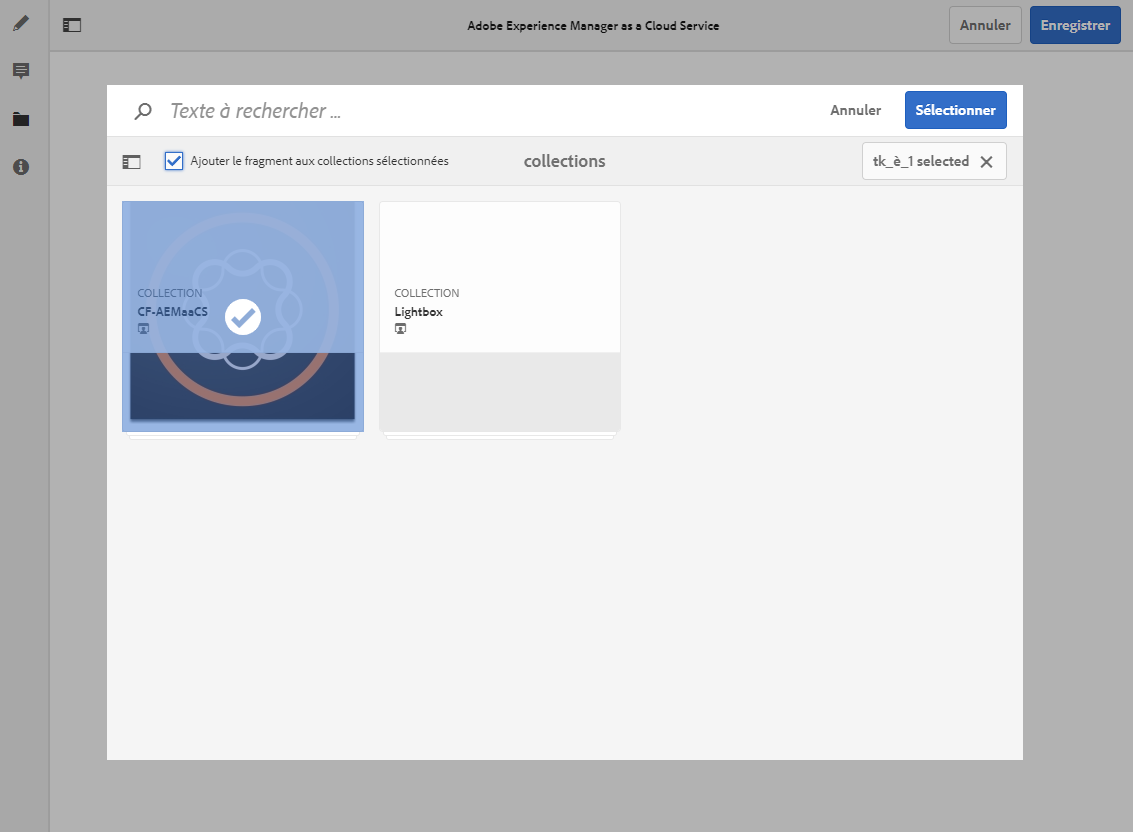 Adobe Experience Manager as a Cloud Service
Annuler
Enregistrer
Texte à rechercher ...
Annuler
Sélectionner
Ajouter le fragment aux collections sélectionnées
collections
tk_è_1 selected
COLLECTION
CF-AEMaaCS
COLLECTION
Lightbox